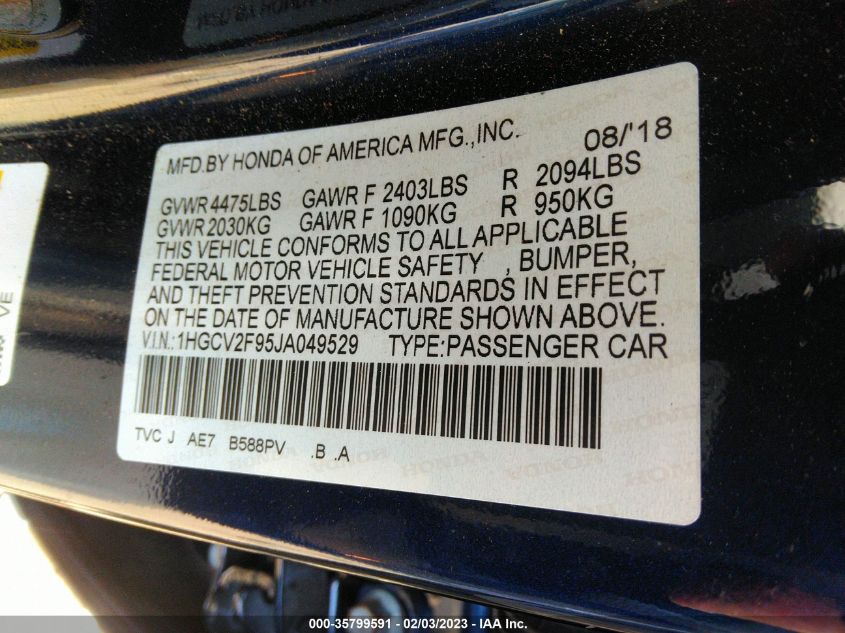 MFD.BY HONDA OF AMERICA MFG.,INC. 08/'18
GVWR 4475LBS GAWR F 2403LBS R 2094LBS
GVWR 2030KG GAWR F 1090KG R 950KG
THIS VEHICLE CONFORMS TO ALL APPLICABLE
FEDERAL MOTOR VEHICLE SAFETY , BUMPER,
AND THEFT PREVENTION STANDARDS IN EFFECT
ON THE DATE OF MANUFACTURE SHOWN ABOVE.
V.I.N.:1HGCV2F95JA049529 TYPE:PASSENGER CAR
TVC J AE7 B588PV .B .A
VE
000-35799591 - 02/03/2023 - © IAA Inc.